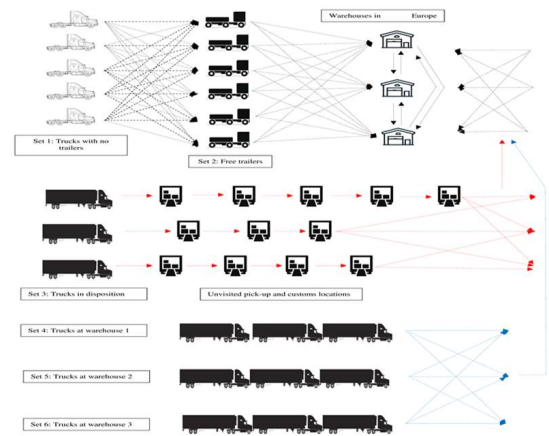 Warehouses in Europe
Set 1: Trucks with no
trailers
Set 2: Free trailers
Set 3: Trucks in disposition
Unvisited pick-up and customs locations
Set 4: Trucks at warehouse 1
Set 5: Trucks at warehouse 2
Set 6: Trucks at warehouse 3